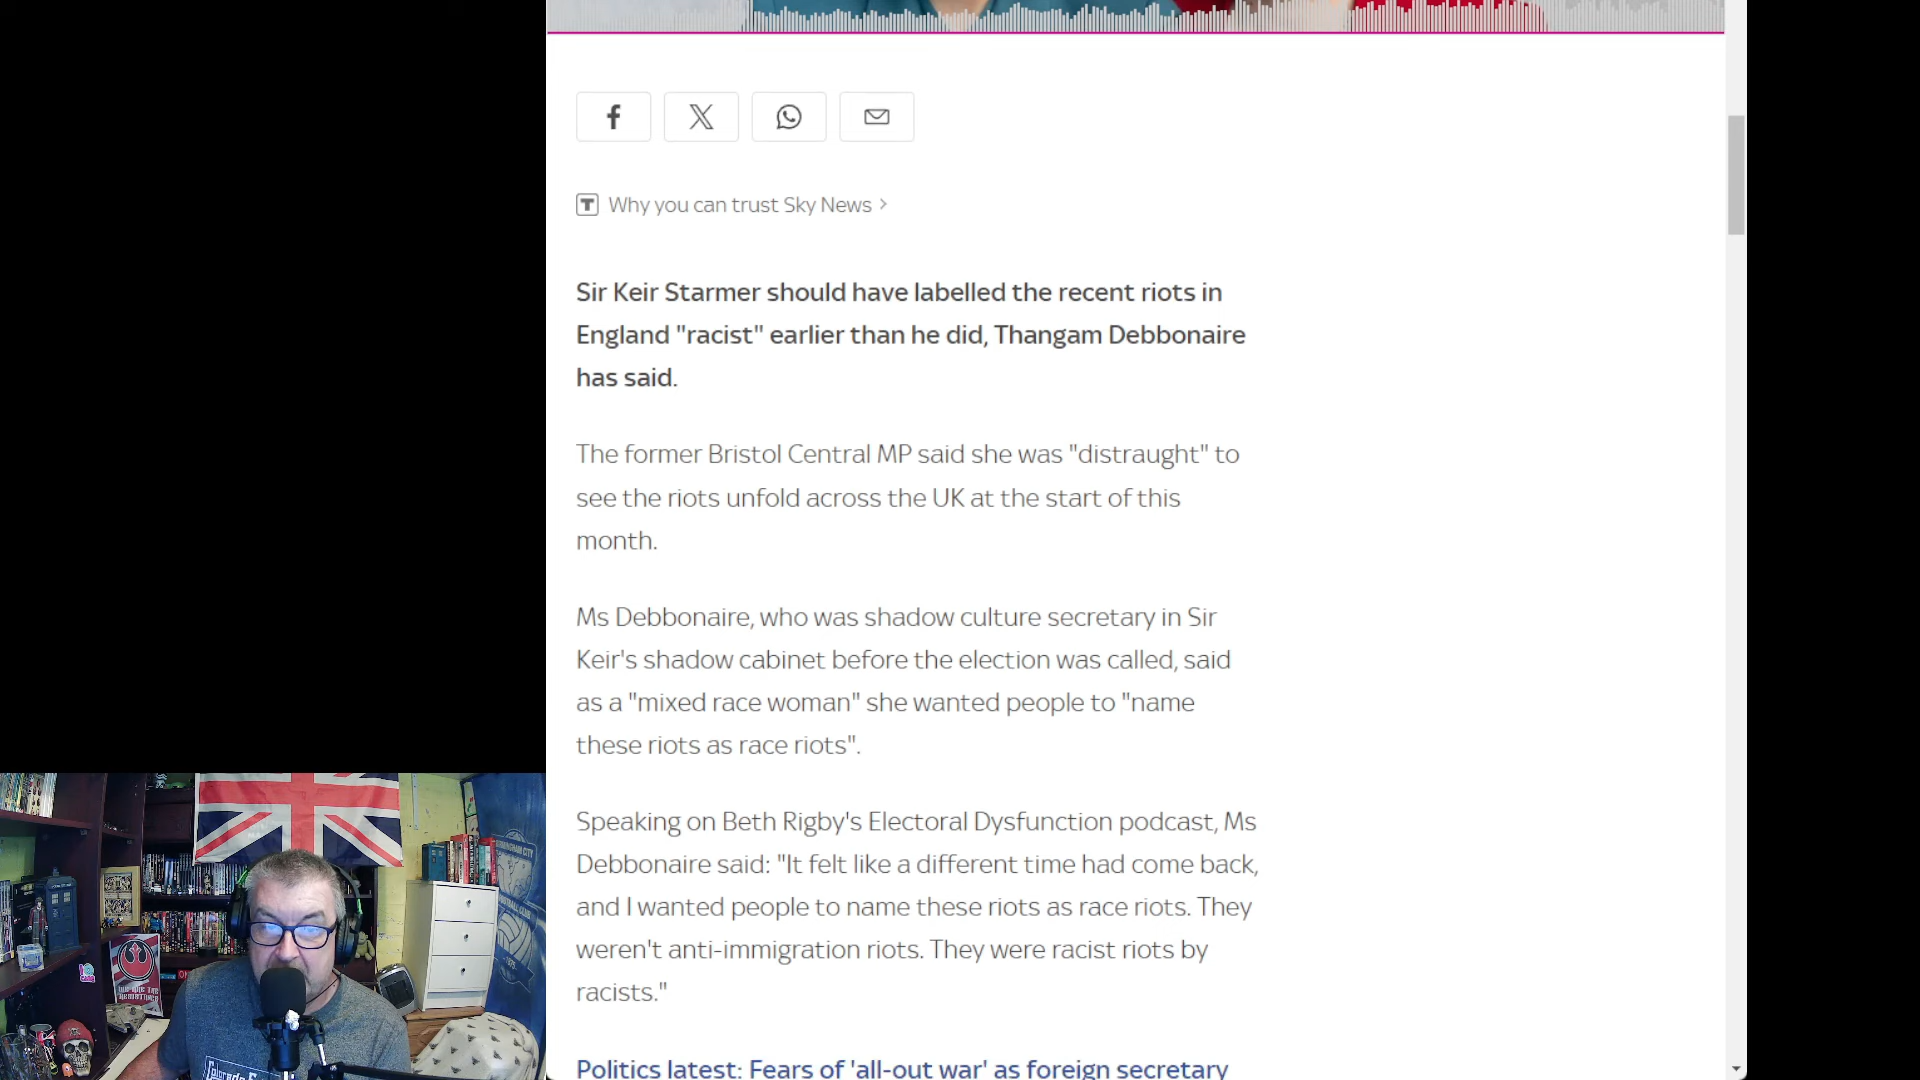 Why you can trust Sky News
Sir Keir Starmer should have labelled the recent riots in
England "racist" earlier than he did, Thangam Debbonaire
has said.
The former Bristol Central MP said she was "distraught" to
see the riots unfold across the UK at the start of this
month.
Ms Debbonaire, who was shadow culture secretary in Sir
Keir's shadow cabinet before the election was called, said
as a "mixed race woman" she wanted people to "name
these riots as race riots".
Speaking on Beth Rigby's Electoral Dysfunction podcast, Ms
Debbonaire said: "It felt like a different time had come back,
and I wanted people to name these riots as race riots. They
weren't anti-immigration riots. They were racist riots by
racists."
Politics latest: Fears of 'all-out war' as foreign secretary